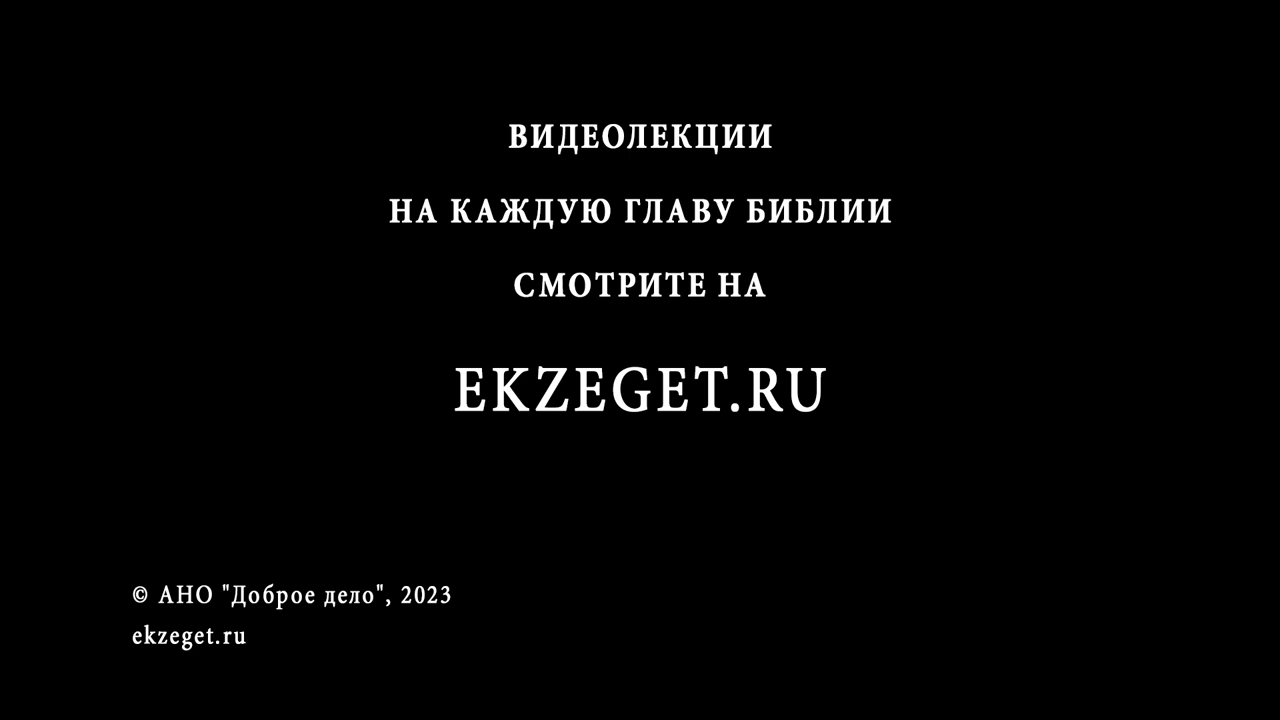 ВИДЕОЛЕКЦИИ
НА КАЖДУЮ ГЛАВУ БИБЛИИ
СМОТРИТЕ НА
EKZEGET.RU
© АНО "Доброе дело", 2023
ekzeget.ru